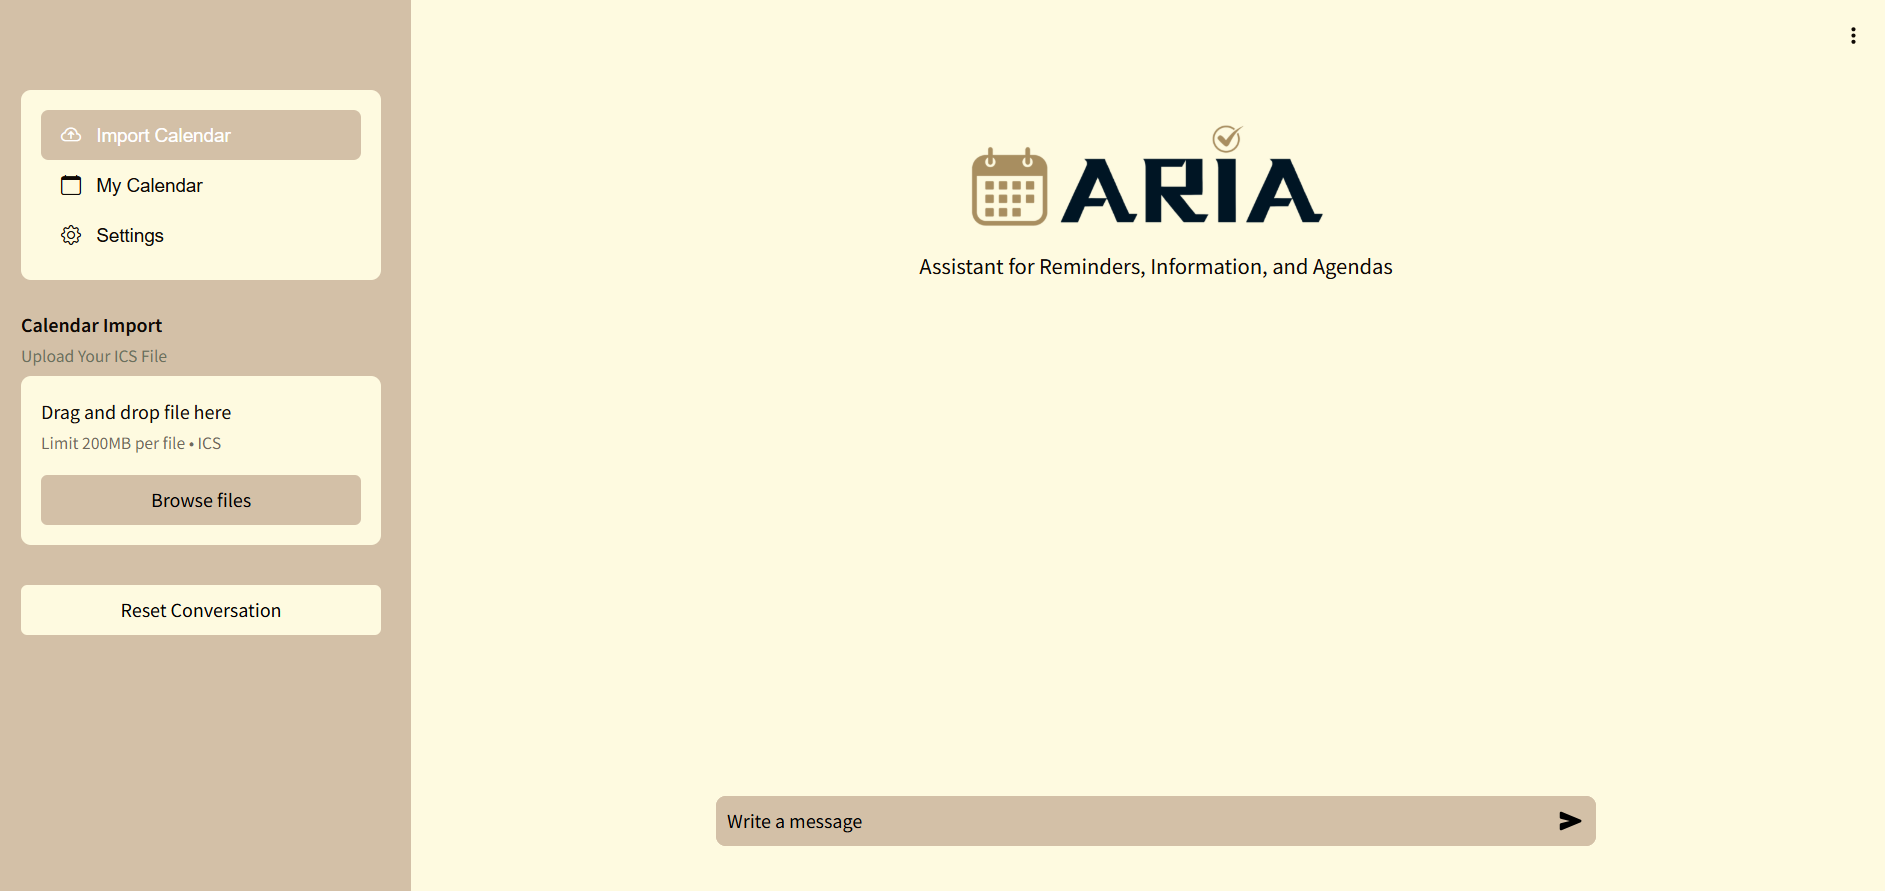 Import Calendar
My Calendar
Settings
Calendar Import
Upload Your ICS File
Drag and drop file here
Limit 200MB per file • ICS
Browse files
Reset Conversation
ARIA
Assistant for Reminders, Information, and Agendas
Write a message